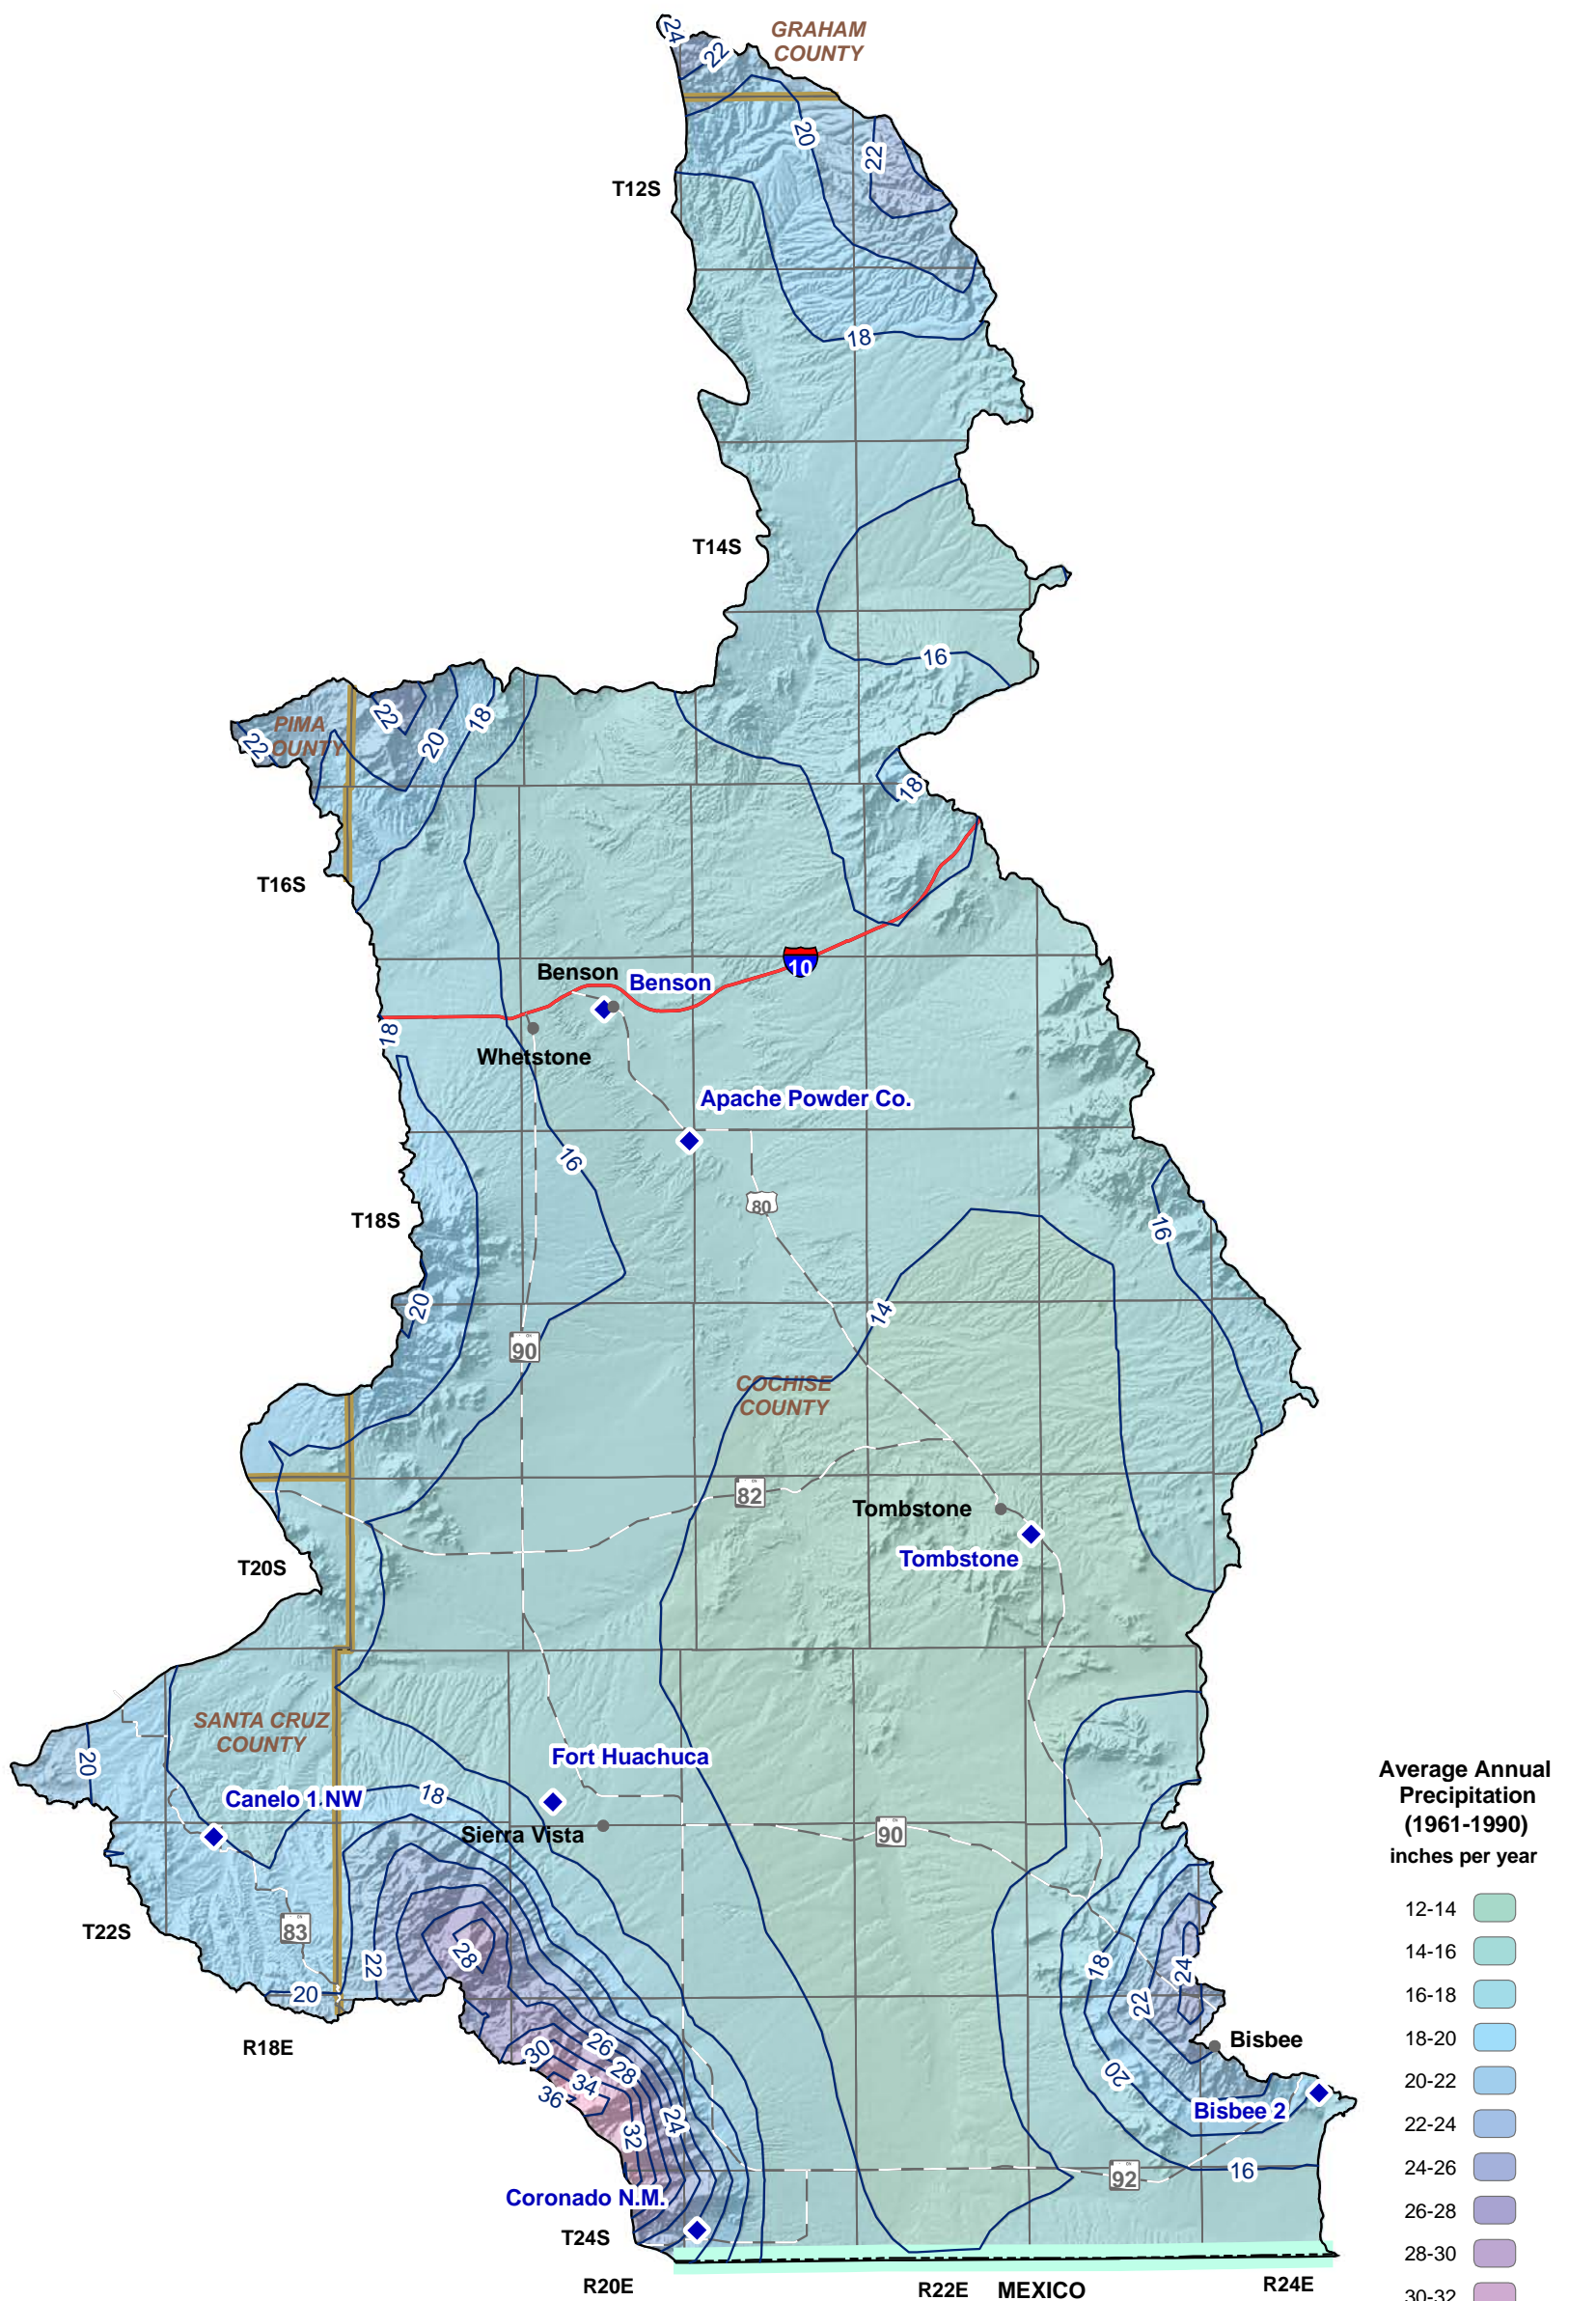 GRAHAM
COUNTY
24
22
20
22
T12S
18
T14S
16
PIMA
COUNTY
22
22
20
18
18
T16S
10
Benson
Benson
18
Whetstone
Apache Powder Co.
16
80
T18S
16
20
14
90
COCHISE
COUNTY
82
Tombstone
Tombstone
T20S
SANTA CRUZ
COUNTY
20
Fort Huachuca
Canelo 1 NW
18
90
Sierra Vista
83
T22S
22
28
18
24
22
20
R18E
Bisbee
30
26
28
34
36
24
32
20
Bisbee 2
16
92
Coronado N.M.
T24S
R20E
R22E
MEXICO
R24E
Average Annual
Precipitation
(1961-1990)
inches per year
12-14
14-16
16-18
18-20
20-22
22-24
24-26
26-28
28-30
30-32